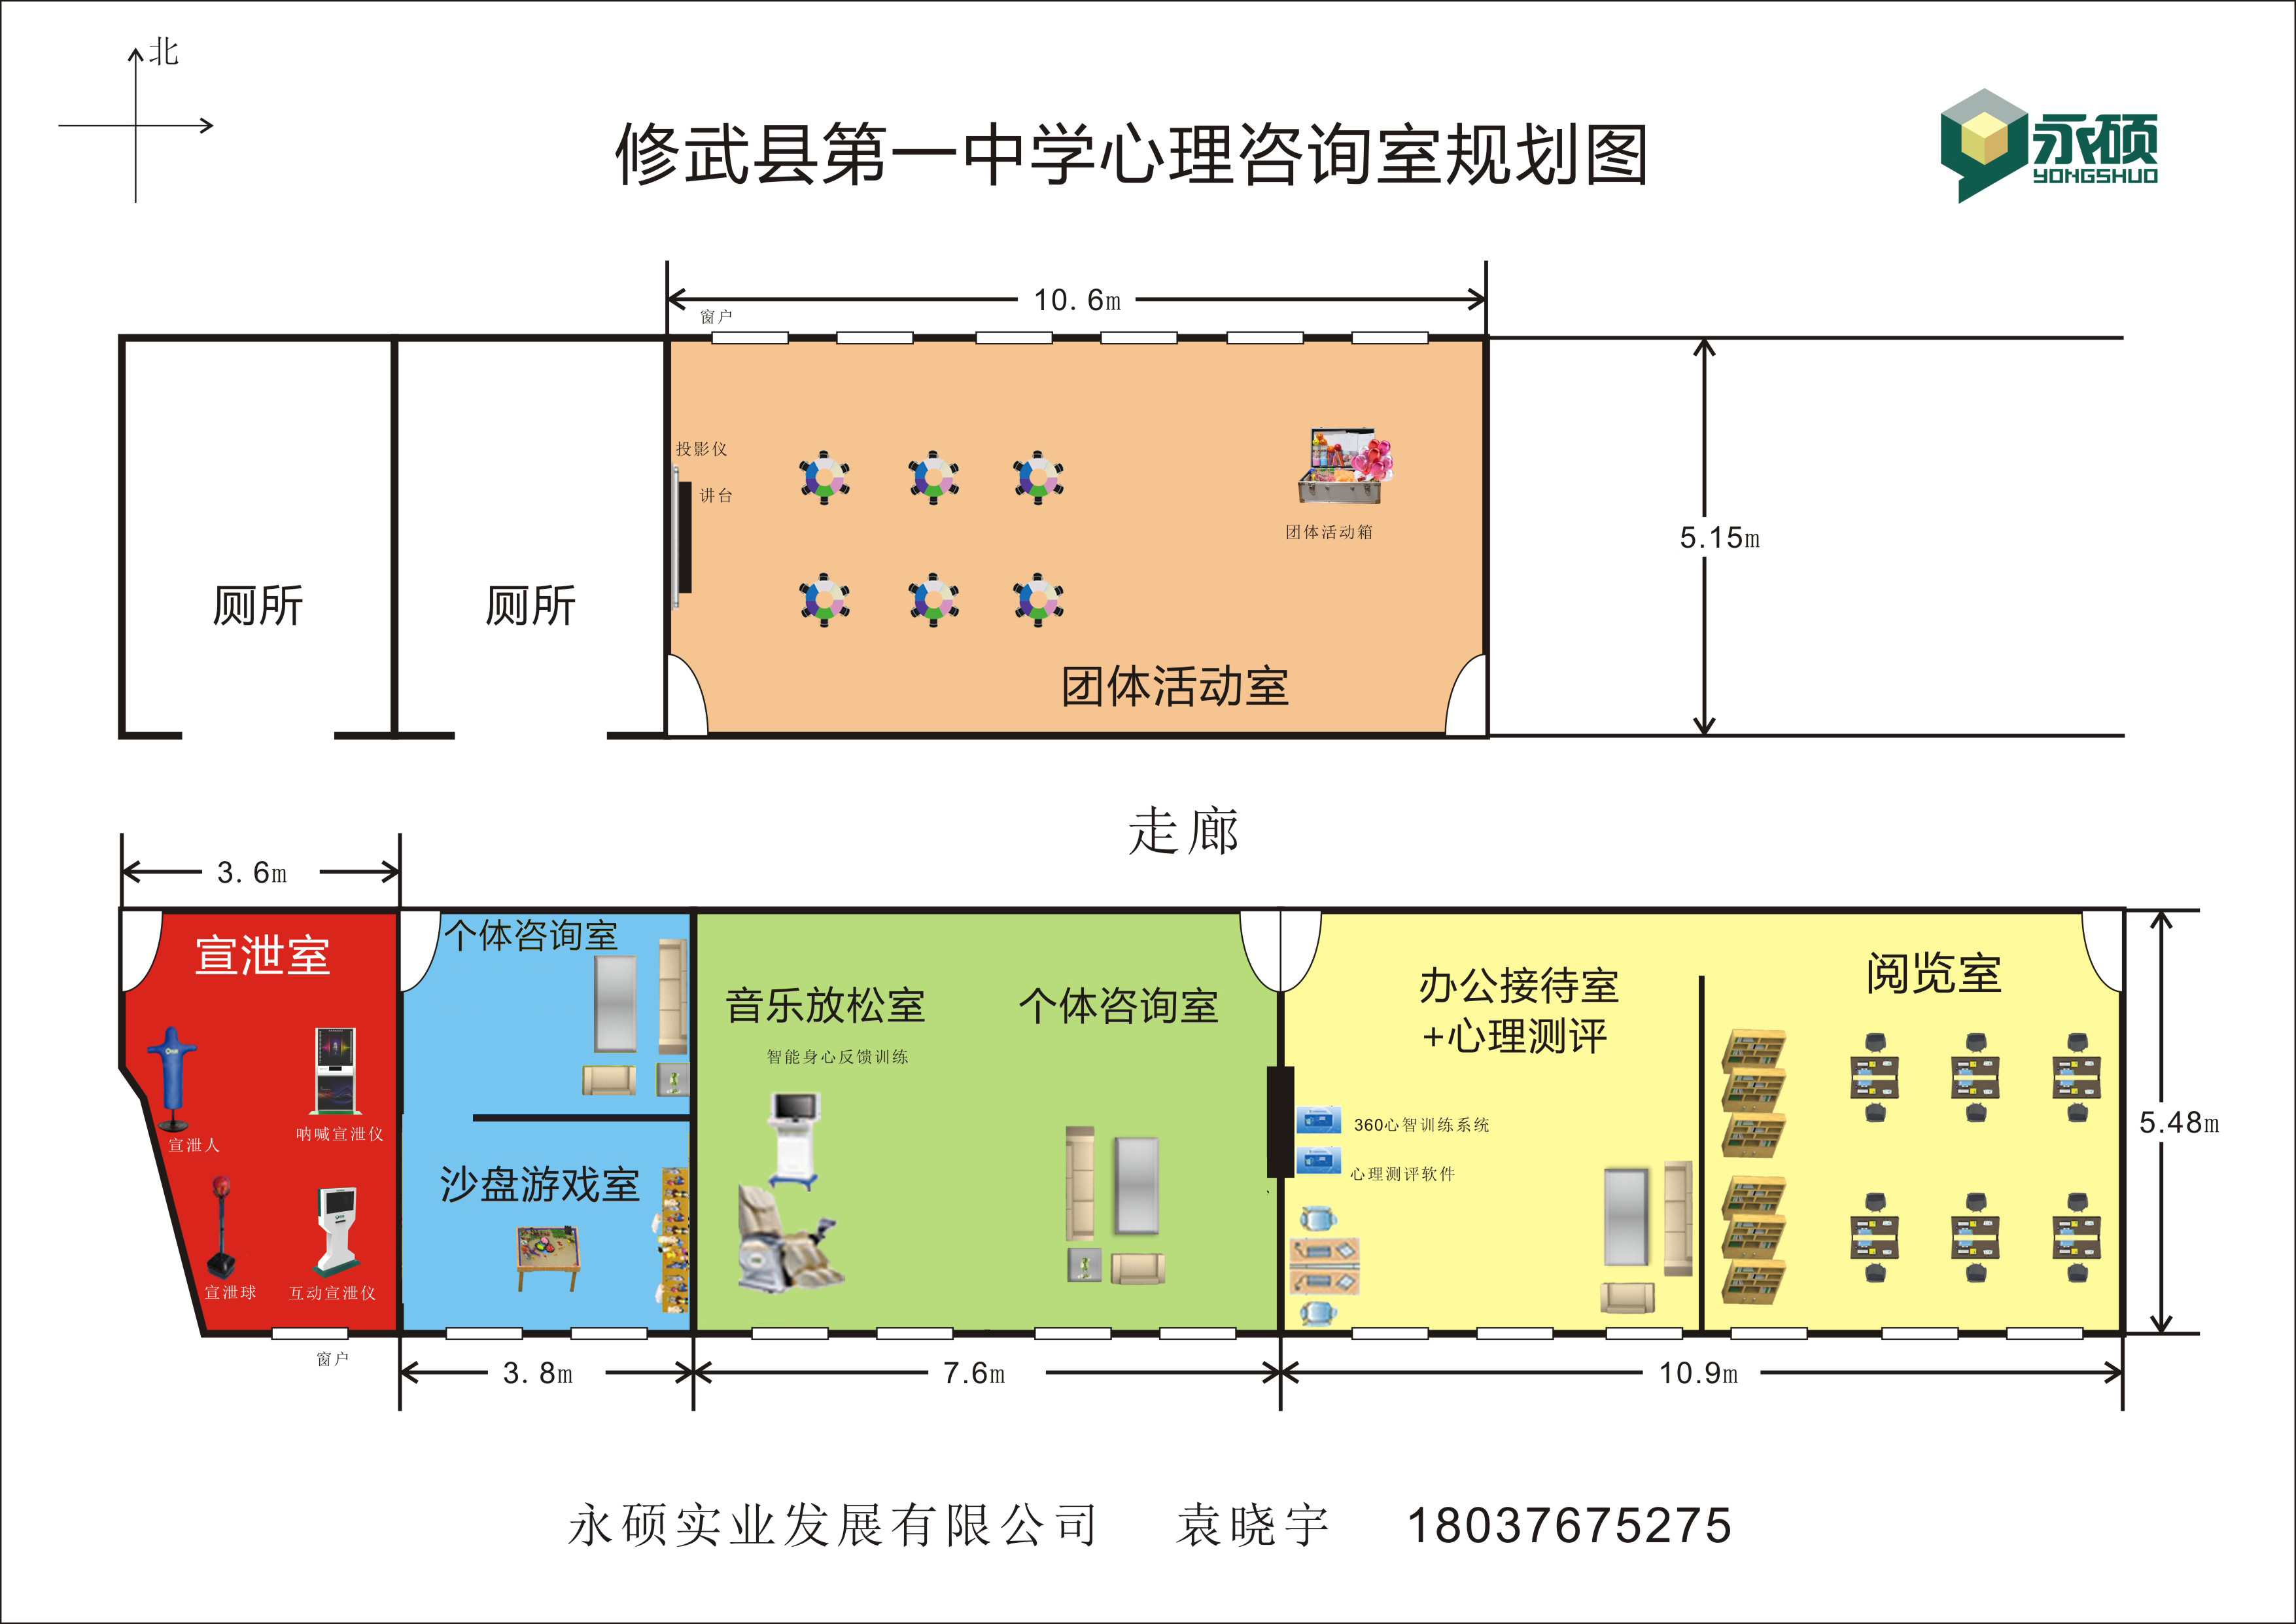 北
修武县第一中学心理咨询室规划图
永硕
YONGSHUO
10. 6m
窗户
投影仪
讲台
团体活动箱
5.15m
厕所
厕所
团体活动室
走廊
3. 6m
宣泄室
个体咨询室
音乐放松室
个体咨询室
办公接待室
+心理测评
阅览室
智能身心反馈训练
宣泄人
呐喊宣泄仪
360心智训练系统
5.48m
心理测评软件
沙盘游戏室
宣泄球
互动宣泄仪
窗户
3. 8m
7.6m
10.9m
永硕实业发展有限公司 袁晓宇 18037675275